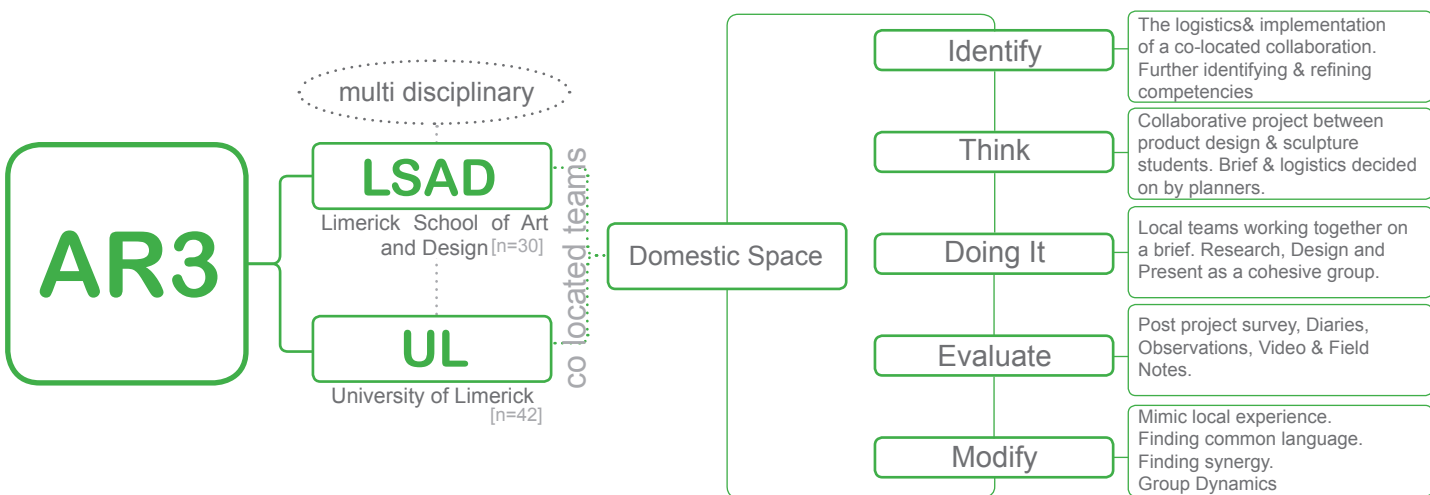 AR3
multi disciplinary
LSAD
Limerick School of Art
and Design [n=30]
UL
University of Limerick
[n=42]
co located teams
Domestic Space
Identify
The logistics& implementation
of a co-located collaboration.
Further identifying & refining
competencies
Think
Collaborative project between
product design & sculpture
students. Brief & logistics decided
on by planners.
Doing It
Local teams working together on
a brief. Research, Design and
Present as a cohesive group.
Evaluate
Post project survey, Diaries,
Observations, Video & Field
Notes.
Modify
Mimic local experience.
Finding common language.
Finding synergy.
Group Dynamics